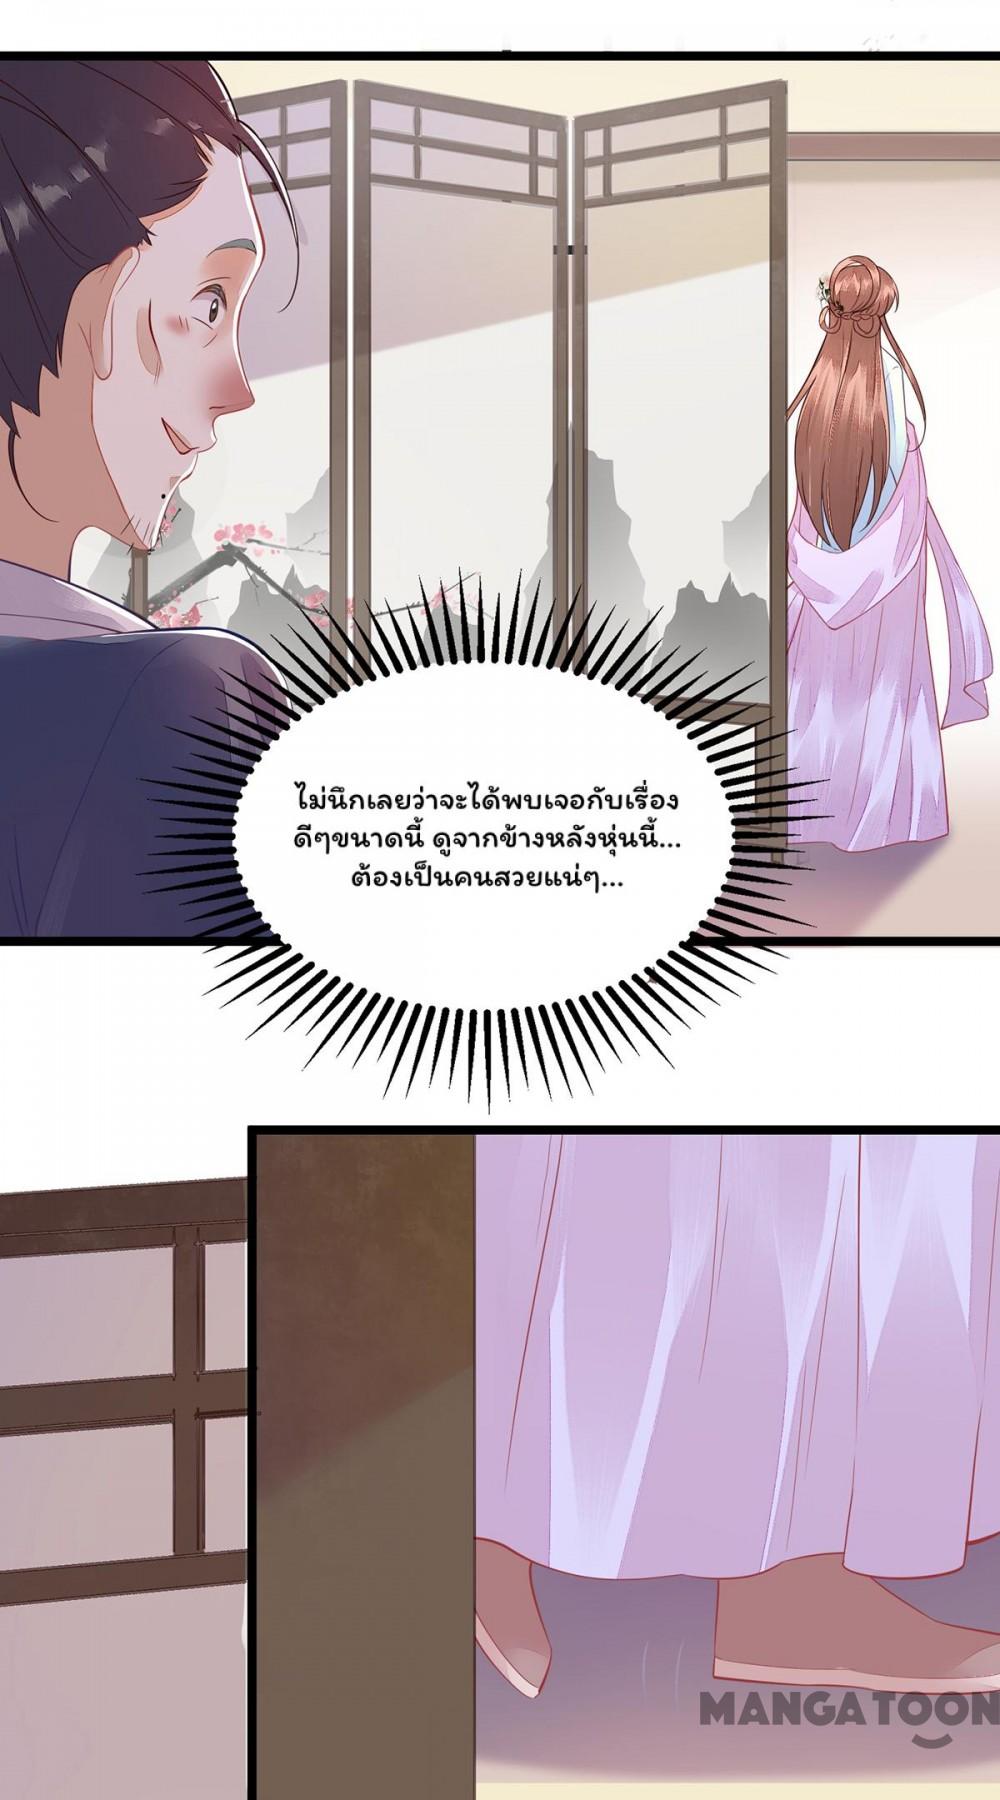 ไม่นึกเลยว่าจะได้พบเจอกับเรื่อง
ดีๆขนาดนี้ ดูจากข้างหลังหุ่นนี้...
ต้องเป็นคนสวยแน่ๆ...
MANGATOON